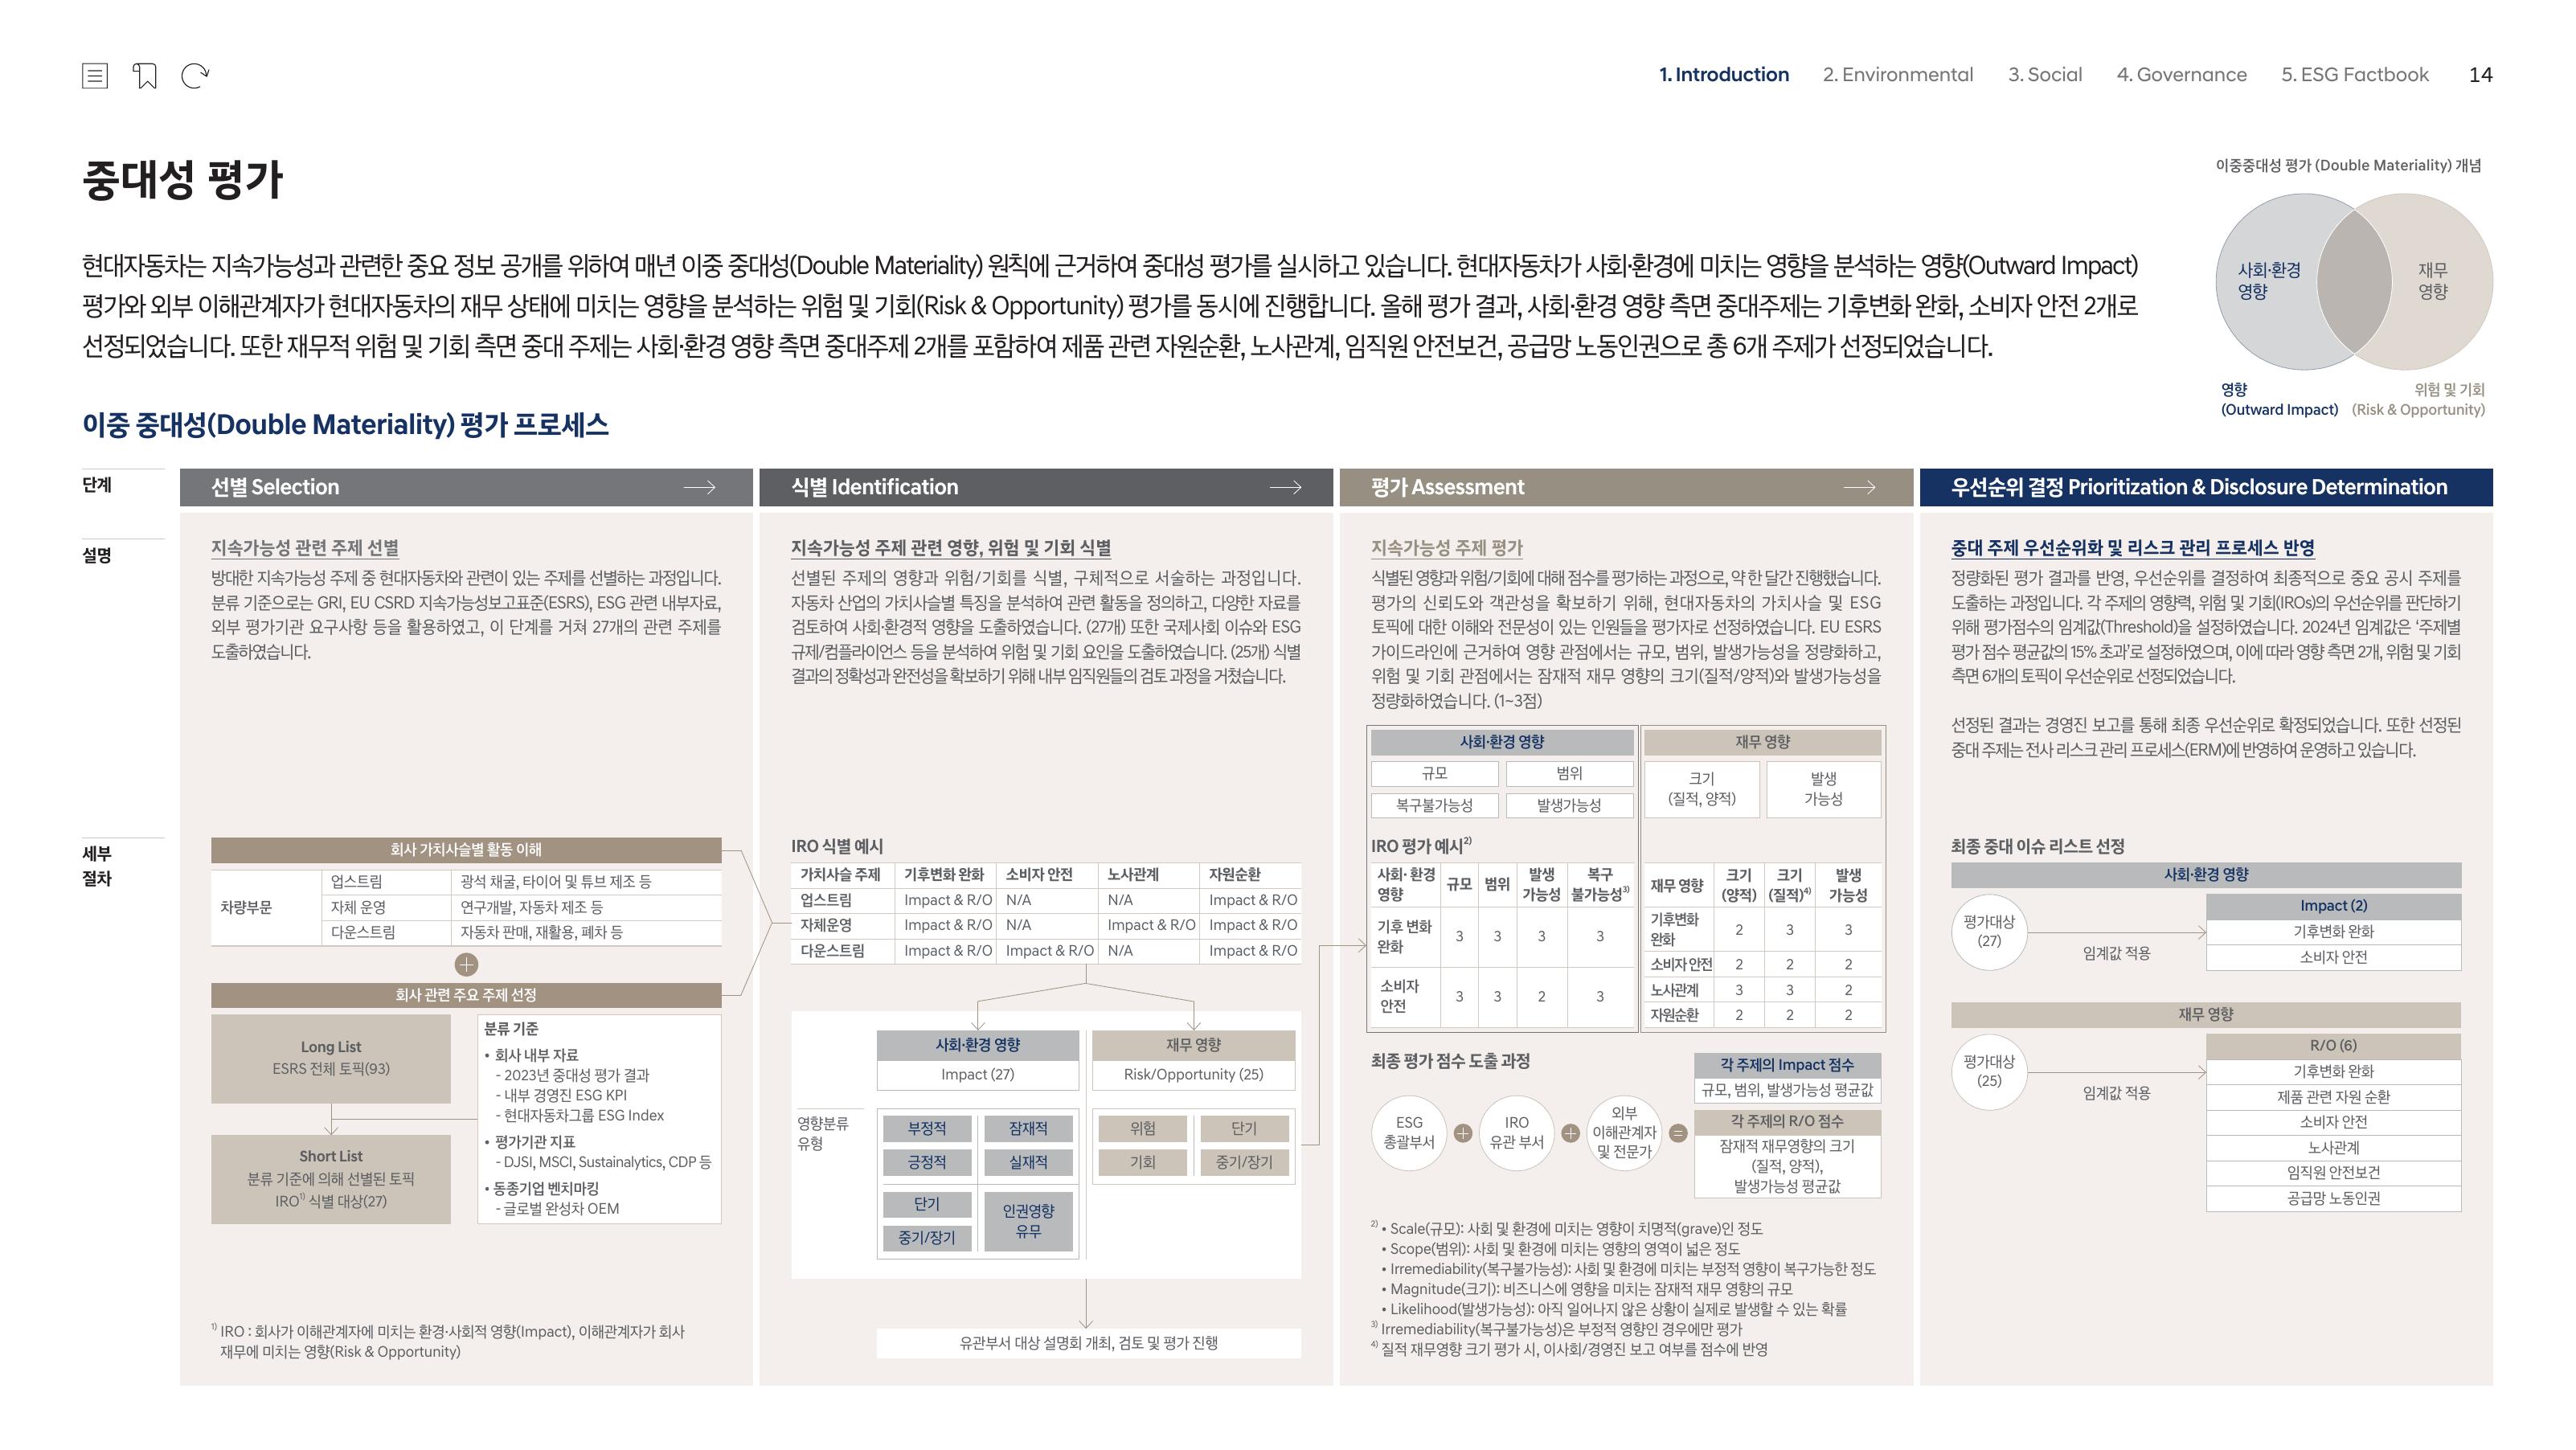 1. Introduction 2. Environmental 3. Social 4. Governance 5. ESG Factbook 14
중대성 평가
현대자동차는 지속가능성과 관련한 중요 정보 공개를 위하여 매년 이중 중대성(Double Materiality) 원칙에 근거하여 중대성 평가를 실시하고 있습니다. 현대자동차가 사회·환경에 미치는 영향을 분석하는 영향(Outward Impact)
평가와 외부 이해관계자가 현대자동차의 재무 상태에 미치는 영향을 분석하는 위험 및 기회(Risk & Opportunity) 평가를 동시에 진행합니다. 올해 평가 결과, 사회·환경 영향 측면 중대주제는 기후변화 완화, 소비자 안전 2개로
선정되었습니다. 또한 재무적 위험 및 기회 측면 중대 주제는 사회·환경 영향 측면 중대주제 2개를 포함하여 제품 관련 자원순환, 노사관계, 임직원 안전보건, 공급망 노동인권으로 총 6개 주제가 선정되었습니다.
이중중대성 평가 (Double Materiality) 개념
사회·환경
영향
재무
영향
영향
(Outward Impact)
위험 및 기회
(Risk & Opportunity)
이중 중대성(Double Materiality) 평가 프로세스
단계
설명
세부
절차
선별 Selection
지속가능성 관련 주제 선별
방대한 지속가능성 주제 중 현대자동차와 관련이 있는 주제를 선별하는 과정입니다.
분류 기준으로는 GRI, EU CSRD 지속가능성보고표준(ESRS), ESG 관련 내부자료,
외부 평가기관 요구사항 등을 활용하였고, 이 단계를 거쳐 27개의 관련 주제를
도출하였습니다.
회사 가치사슬별 활동 이해
차량부문
업스트림 광석 채굴, 타이어 및 튜브 제조 등
자체 운영 연구개발, 자동차 제조 등
다운스트림 자동차 판매, 재활용, 폐차 등
회사 관련 주요 주제 선정
Long List
ESRS 전체 토픽(93)
Short List
분류 기준에 의해 선별된 토픽
IRO1) 식별 대상(27)
분류 기준
• 회사 내부 자료
- 2023년 중대성 평가 결과
- 내부 경영진 ESG KPI
- 현대자동차그룹 ESG Index
• 평가기관 지표
- DJSI, MSCI, Sustainalytics, CDP 등
• 동종기업 벤치마킹
- 글로벌 완성차 OEM
1) IRO : 회사가 이해관계자에 미치는 환경·사회적 영향(Impact), 이해관계자가 회사
재무에 미치는 영향(Risk & Opportunity)
식별 Identification
지속가능성 주제 관련 영향, 위험 및 기회 식별
선별된 주제의 영향과 위험/기회를 식별, 구체적으로 서술하는 과정입니다.
자동차 산업의 가치사슬별 특징을 분석하여 관련 활동을 정의하고, 다양한 자료를
검토하여 사회·환경적 영향을 도출하였습니다. (27개) 또한 국제사회 이슈와 ESG
규제/컴플라이언스 등을 분석하여 위험 및 기회 요인을 도출하였습니다. (25개) 식별
결과의 정확성과 완전성을 확보하기 위해 내부 임직원들의 검토 과정을 거쳤습니다.
IRO 식별 예시
가치사슬 주제 기후변화 완화 소비자 안전 노사관계 자원순환
업스트림 Impact & R/O N/A N/A Impact & R/O
자체운영 Impact & R/O N/A Impact & R/O Impact & R/O
다운스트림 Impact & R/O Impact & R/O N/A Impact & R/O
사회·환경 영향 재무 영향
Impact (27) Risk/Opportunity (25)
영향분류
유형
부정적 잠재적 위험 단기
긍정적 실재적 기회 중기/장기
단기
중기/장기
인권영향
유무
유관부서 대상 설명회 개최, 검토 및 평가 진행
평가 Assessment
지속가능성 주제 평가
식별된 영향과 위험/기회에 대해 점수를 평가하는 과정으로, 약 한 달간 진행했습니다.
평가의 신뢰도와 객관성을 확보하기 위해, 현대자동차의 가치사슬 및 ESG
토픽에 대한 이해와 전문성이 있는 인원들을 평가자로 선정하였습니다. EU ESRS
가이드라인에 근거하여 영향 관점에서는 규모, 범위, 발생가능성을 정량화하고,
위험 및 기회 관점에서는 잠재적 재무 영향의 크기(질적/양적)와 발생가능성을
정량화하였습니다. (1~3점)
사회·환경 영향
규모 범위
복구불가능성 발생가능성
재무 영향
크기
(질적, 양적)
발생
가능성
IRO 평가 예시2)
사회· 환경
영향
규모 범위
발생
가능성
복구
불가능성3)
기후 변화
완화
3 3 3 3
소비자
안전
3 3 2 3
재무 영향
크기
(양적)
크기
(질적)4)
발생
가능성
기후변화
완화
2 3 3
소비자 안전 2 2 2
노사관계 3 3 2
자원순환 2 2 2
최종 평가 점수 도출 과정
ESG
총괄부서
IRO
유관 부서
외부
이해관계자
및 전문가
각 주제의 Impact 점수
규모, 범위, 발생가능성 평균값
각 주제의 R/O 점수
잠재적 재무영향의 크기
(질적, 양적),
발생가능성 평균값
2) • Scale(규모): 사회 및 환경에 미치는 영향이 치명적(grave)인 정도
• Scope(범위): 사회 및 환경에 미치는 영향의 영역이 넓은 정도
• Irremediability(복구불가능성): 사회 및 환경에 미치는 부정적 영향이 복구가능한 정도
• Magnitude(크기): 비즈니스에 영향을 미치는 잠재적 재무 영향의 규모
• Likelihood(발생가능성): 아직 일어나지 않은 상황이 실제로 발생할 수 있는 확률
3) Irremediability(복구불가능성)은 부정적 영향인 경우에만 평가
4) 질적 재무영향 크기 평가 시, 이사회/경영진 보고 여부를 점수에 반영
우선순위 결정 Prioritization & Disclosure Determination
중대 주제 우선순위화 및 리스크 관리 프로세스 반영
정량화된 평가 결과를 반영, 우선순위를 결정하여 최종적으로 중요 공시 주제를
도출하는 과정입니다. 각 주제의 영향력, 위험 및 기회(IROs)의 우선순위를 판단하기
위해 평가점수의 임계값(Threshold)을 설정하였습니다. 2024년 임계값은 ‘주제별
평가 점수 평균값의 15% 초과’로 설정하였으며, 이에 따라 영향 측면 2개, 위험 및 기회
측면 6개의 토픽이 우선순위로 선정되었습니다.
선정된 결과는 경영진 보고를 통해 최종 우선순위로 확정되었습니다. 또한 선정된
중대 주제는 전사 리스크 관리 프로세스(ERM)에 반영하여 운영하고 있습니다.
최종 중대 이슈 리스트 선정
사회·환경 영향
평가대상
(27)
임계값 적용
Impact (2)
기후변화 완화
소비자 안전
재무 영향
평가대상
(25)
임계값 적용
R/O (6)
기후변화 완화
제품 관련 자원 순환
소비자 안전
노사관계
임직원 안전보건
공급망 노동인권